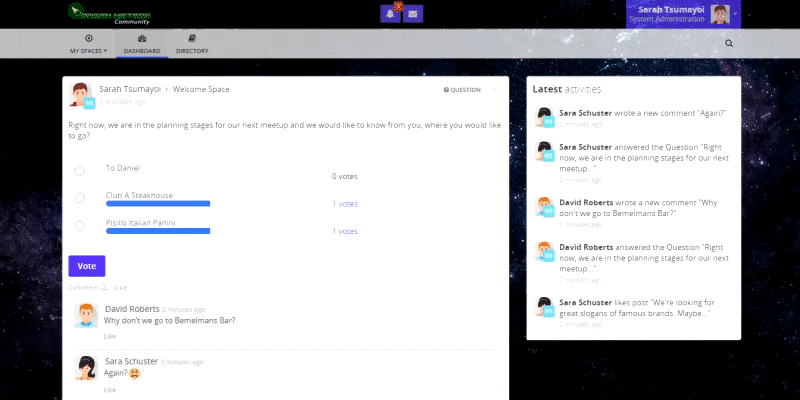 Community
Sarah Tsumayoi
System Administration
MY SPACES
DASHBOARD
DIRECTORY
Sarah Tsumayoi Welcome Space
QUESTION
2 minutes ago
Right now, we are in the planning stages for our next meetup and we would like to know from you, where you would like
to go?
To Daniel
0 votes
Club A Steakhouse
1 votes
Pisillo Italian Panini
1 votes
Vote
Comment (2) · Like
David Roberts 2 minutes ago
Why don't we go to Bemelmans Bar?
Like
Sara Schuster 2 minutes ago
Again?
Like
Latest activities
Sara Schuster wrote a new comment "Again?"
2 minutes ago
Sara Schuster answered the Question "Right
now, we are in the planning stages for our next
meetup...".
2 minutes ago
David Roberts wrote a new comment "Why
don't we go to Bemelmans Bar?"
2 minutes ago
David Roberts answered the Question "Right
now, we are in the planning stages for our next
meetup...".
2 minutes ago
Sara Schuster likes post "We're looking for
great slogans of famous brands. Maybe..."
2 minutes ago